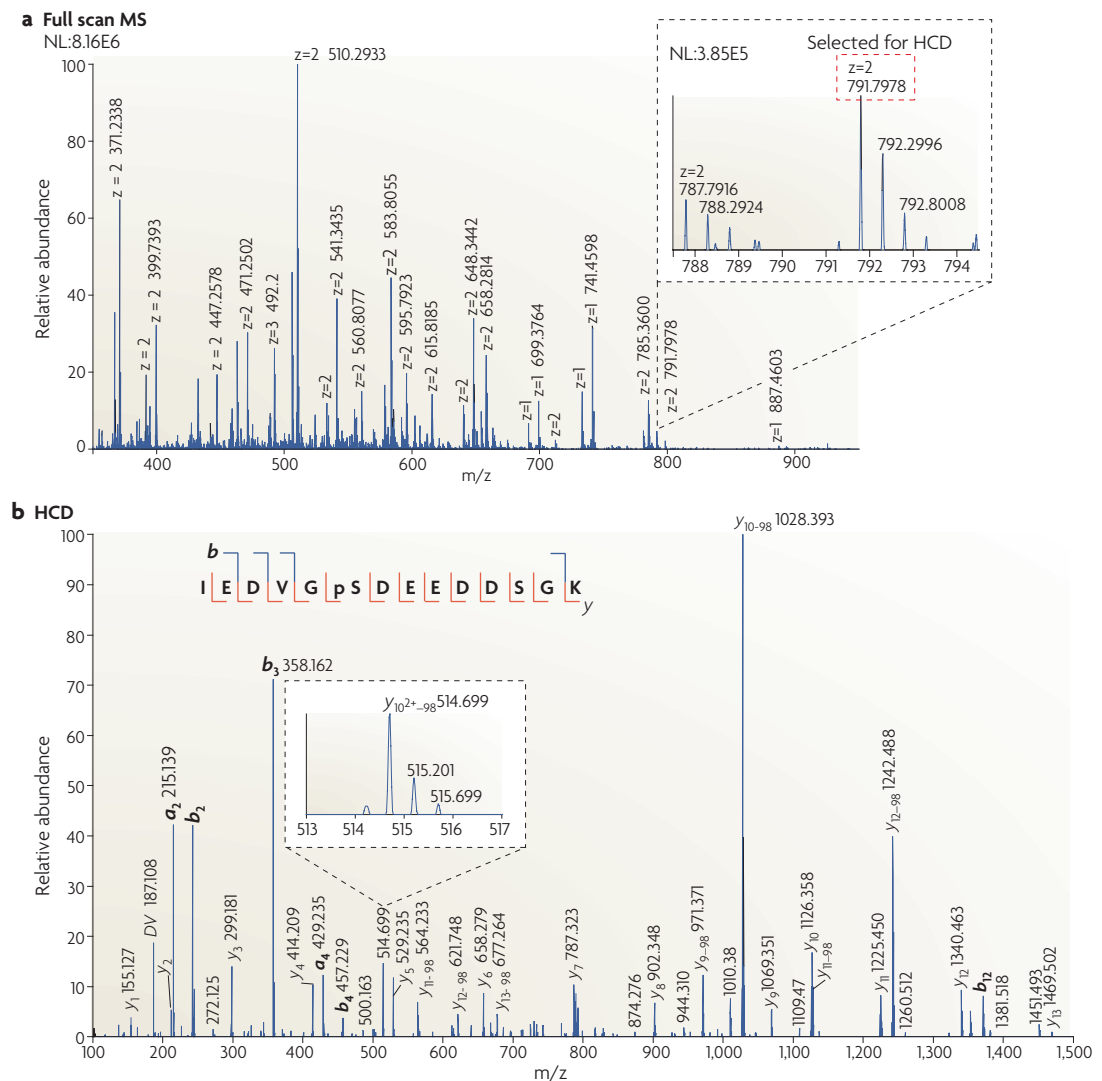 a Full scan MS
NL:8.16E6
Relative abundance
100
80
60
40
20
0
z = 2 371.2338
z = 2
z = 2 399.7393
z = 2 447.2578
z=2 471.2502
z=3 492.2
z=2 510.2933
z=2
z=2 541.3435
z=2 560.8077
z=2 583.8055
z=2 595.7923
z=2 615.8185
z=2
z=2 648.3442
z=2 658.2814
z=1
z=1 699.3764
z=2
z=1
z=1 741.4598
z=2 785.3600
z=2 791.7978
z=1 887.4603
400
500
600
700
800
900
m/z
NL:3.85E5
Selected for HCD
z=2
791.7978
792.2996
z=2
787.7916
788.2924
792.8008
788 789 790 791 792 793 794
b HCD
Relative abundance
100
90
80
70
60
50
40
30
20
10
0
b
I E D V G pS D E E D D S G K
y
y1 155.127
DV 187.108
y2
a2 215.139
b2
272.125
y3 299.181
b3 358.162
y4 414.209
a4 429.235
b4 457.229
500.163
514.699
y5 529.235
y11-98 564.233
y12-98 621.748
y6 658.279
y13-98 677.264
y7 787.323
874.276
y8 902.348
944.310
y9-98 971.371
1010.38
y10-98 1028.393
y9 1069.351
1109.47
y10 1126.358
y11-98
y11 1225.450
y12-98 1242.488
1260.512
y12 1340.463
b12
1381.518
1451.493
y13 1469.502
y10²⁺-98 514.699
515.201
515.699
513 514 515 516 517
100 200 300 400 500 600 700 800 900 1,000 1,100 1,200 1,300 1,400 1,500
m/z